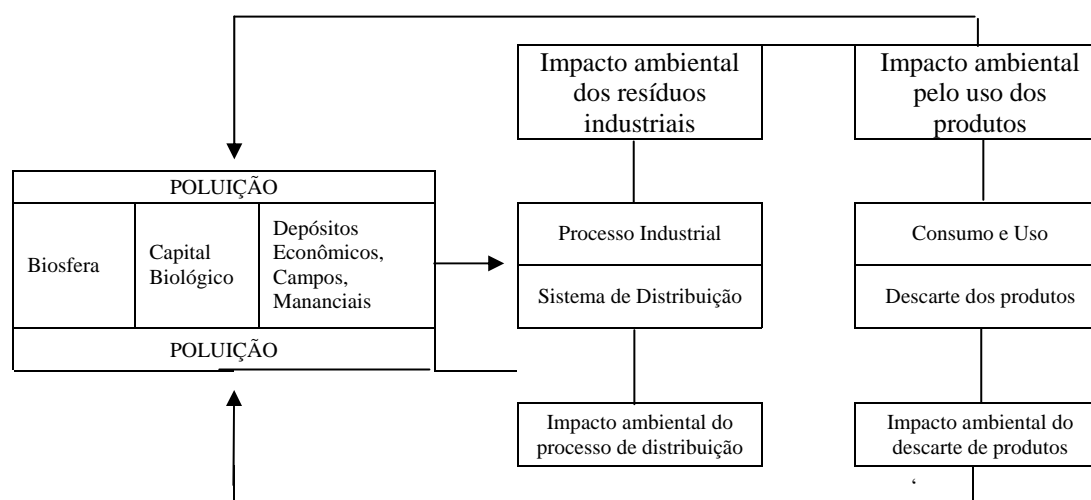 Impacto ambiental
dos resíduos
industriais
Impacto ambiental
pelo uso dos
produtos
POLUIÇÃO
Biosfera
Capital
Biológico
Depósitos
Econômicos,
Campos,
Mananciais
POLUIÇÃO
Processo Industrial
Sistema de Distribuição
Consumo e Uso
Descarte dos produtos
Impacto ambiental do
processo de distribuição
Impacto ambiental do
descarte de produtos
‘